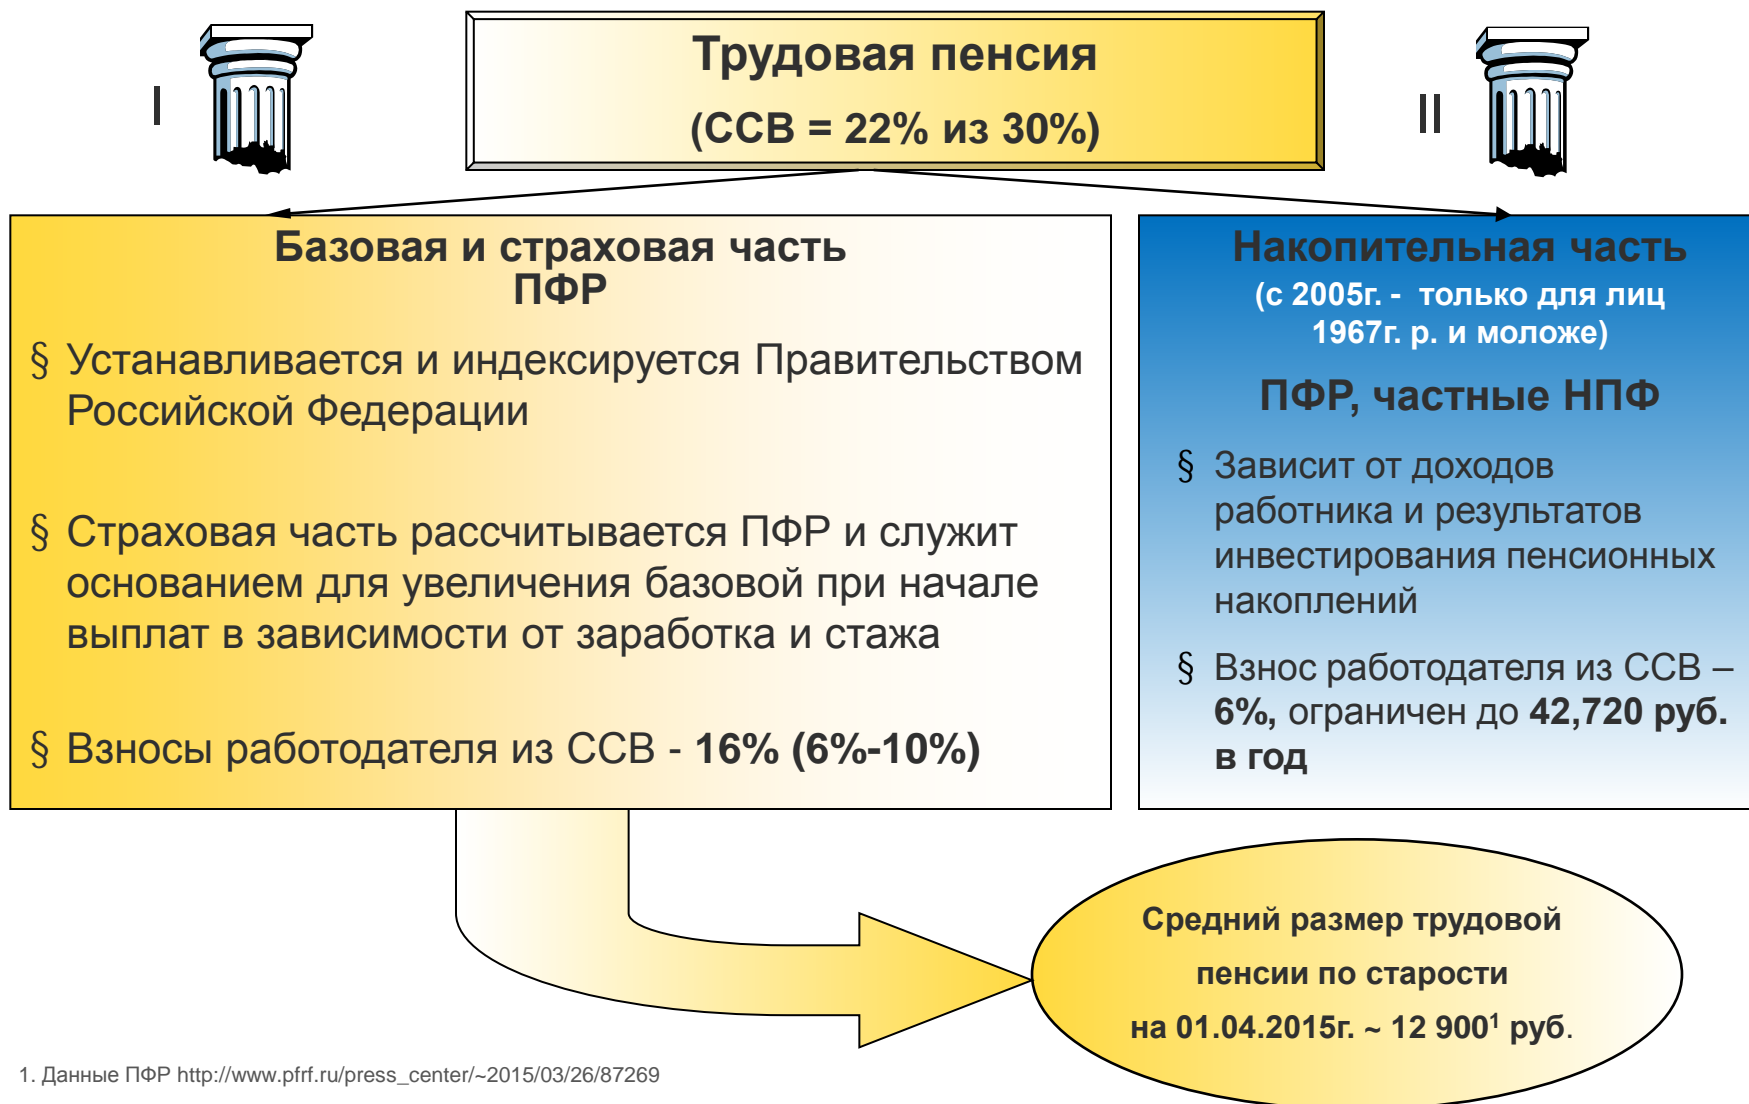 I
Трудовая пенсия
(ССВ = 22% из 30%)
II
Базовая и страховая часть
ПФР
§ Устанавливается и индексируется Правительством
Российской Федерации
§ Страховая часть рассчитывается ПФР и служит
основанием для увеличения базовой при начале
выплат в зависимости от заработка и стажа
§ Взносы работодателя из ССВ - 16% (6%-10%)
Накопительная часть
(с 2005г. - только для лиц
1967г. р. и моложе)
ПФР, частные НПФ
§ Зависит от доходов
работника и результатов
инвестирования пенсионных
накоплений
§ Взнос работодателя из ССВ –
6%, ограничен до 42,720 руб.
в год
Средний размер трудовой
пенсии по старости
на 01.04.2015г. ~ 12 900¹ руб.
1. Данные ПФР http://www.pfrf.ru/press_center/~2015/03/26/87269